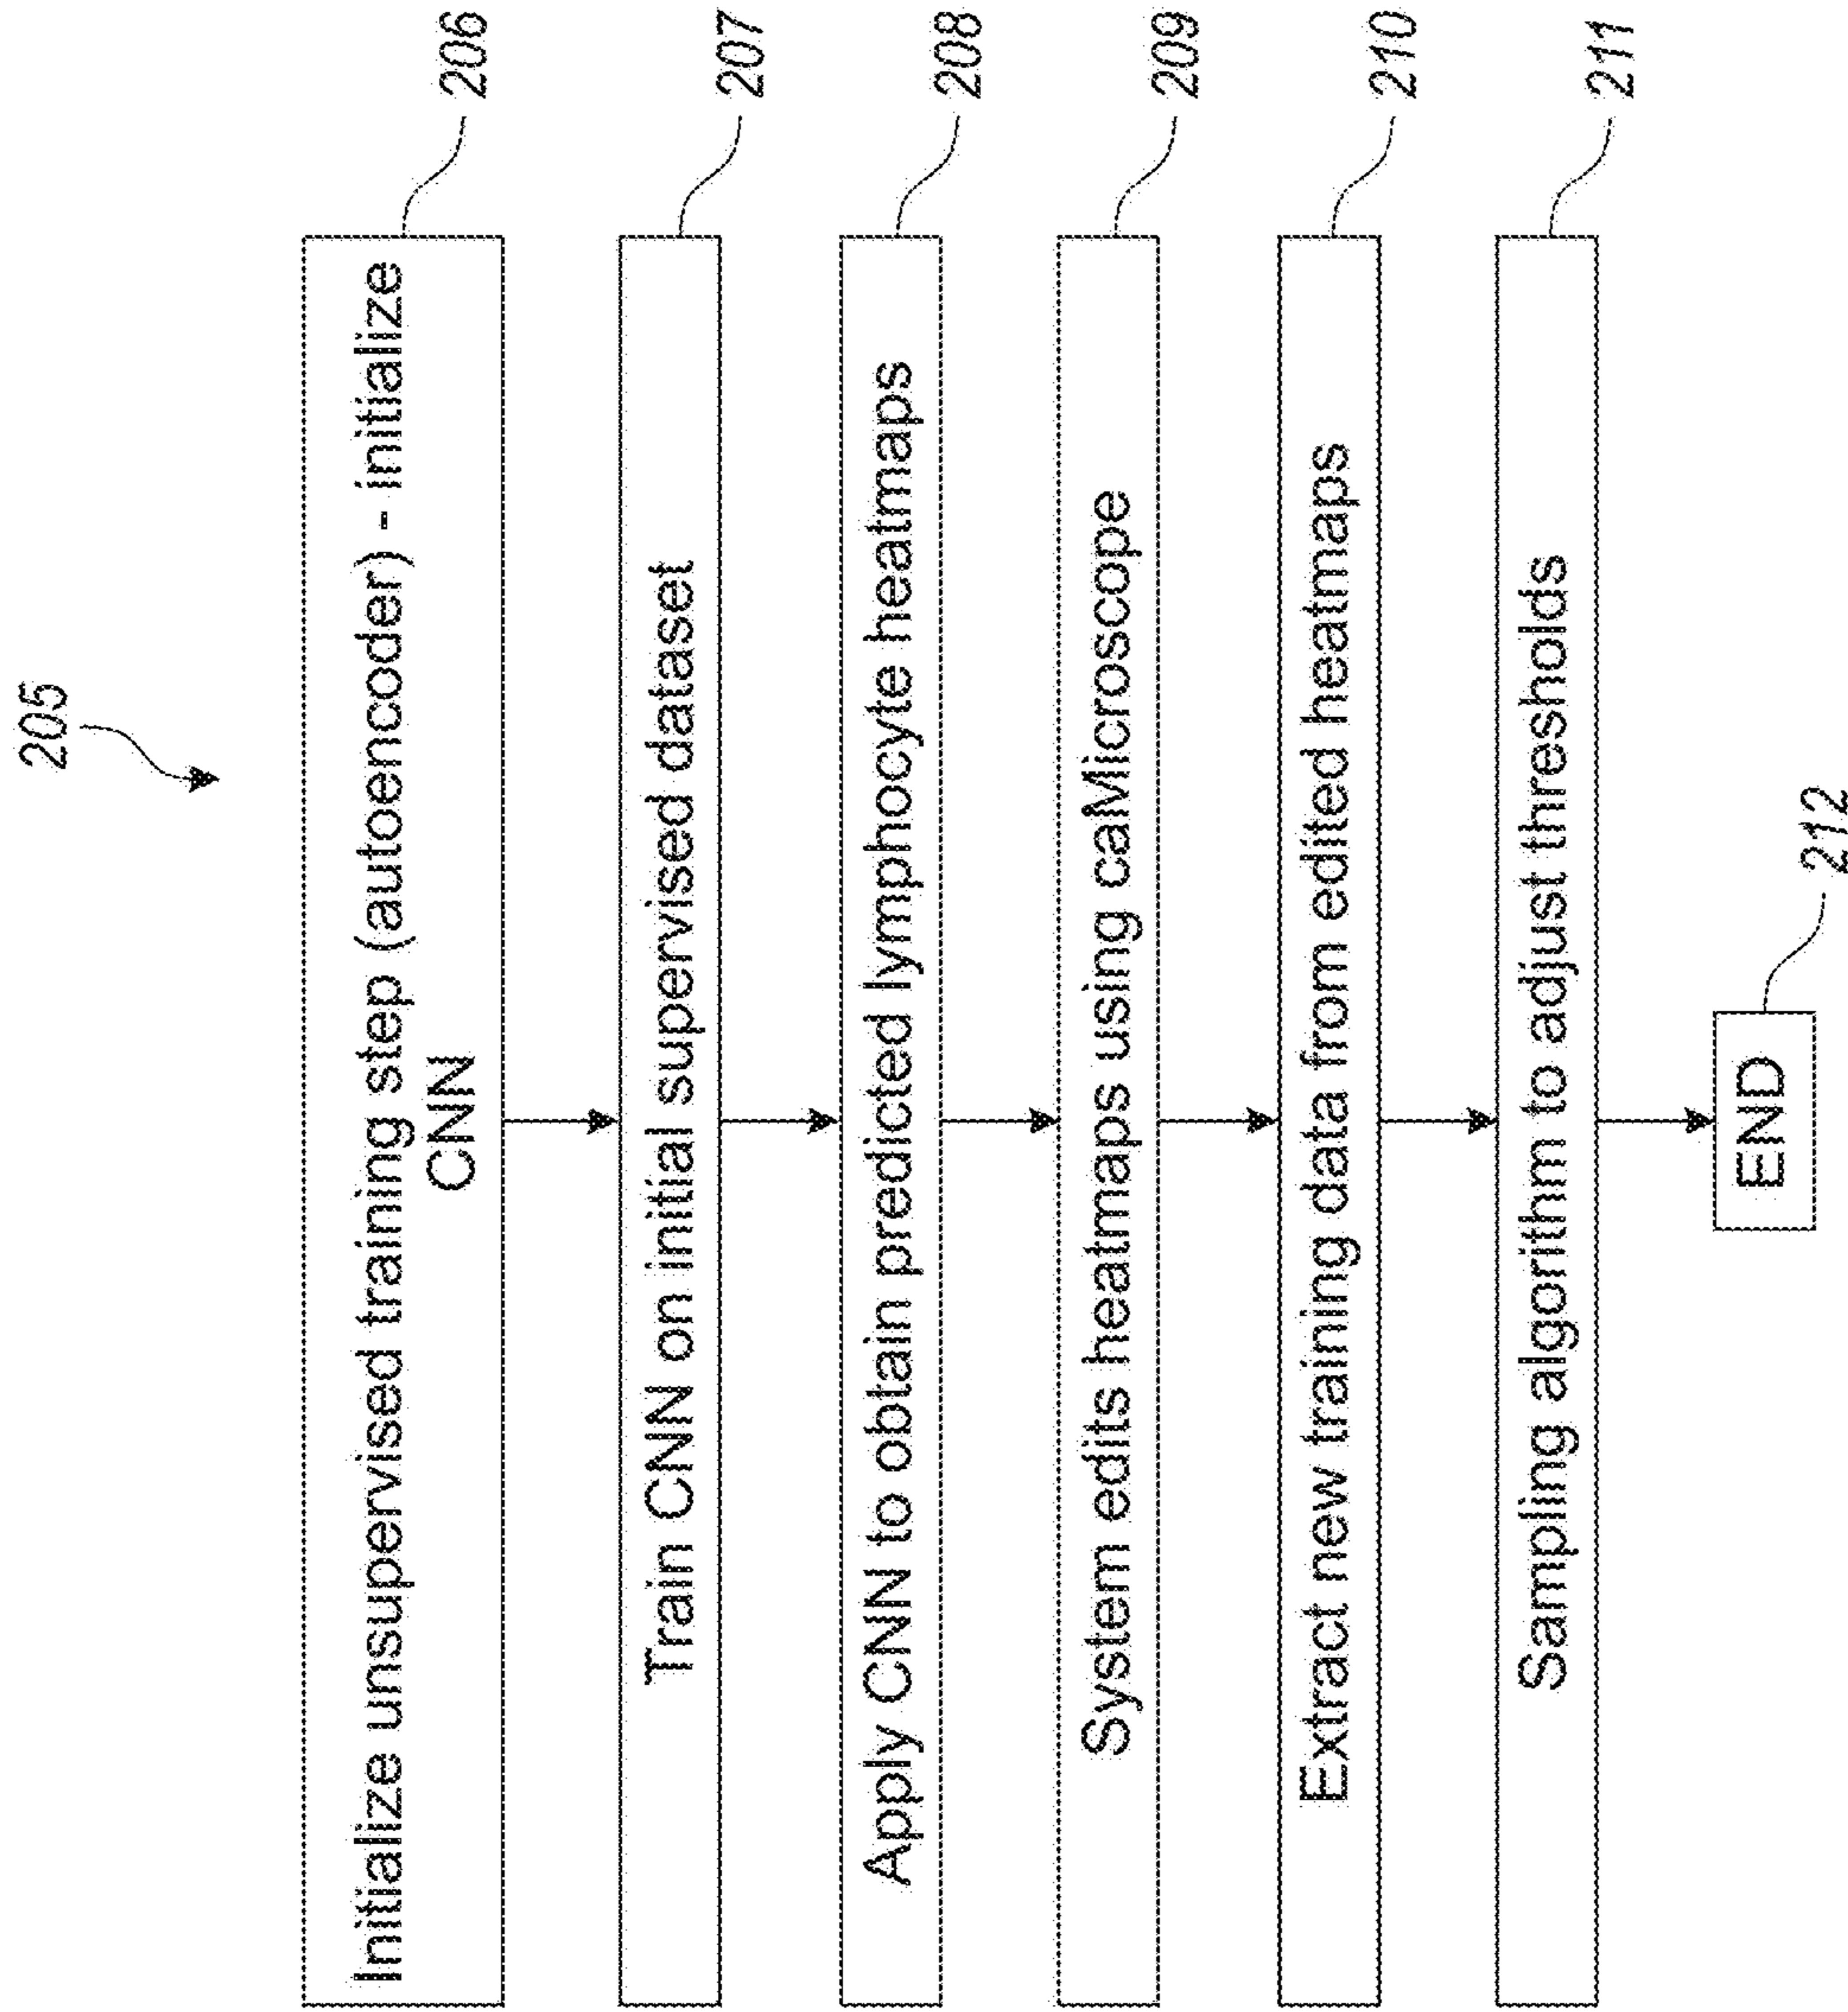 205
Initialize unsupervised training step (autoencoder) - initialize
CNN
206
Train CNN on initial supervised dataset
207
Apply CNN to obtain predicted lymphocyte heatmaps
208
System edits heatmaps using caMicroscope
209
Extract new training data from edited heatmaps
210
Sampling algorithm to adjust thresholds
211
END
212